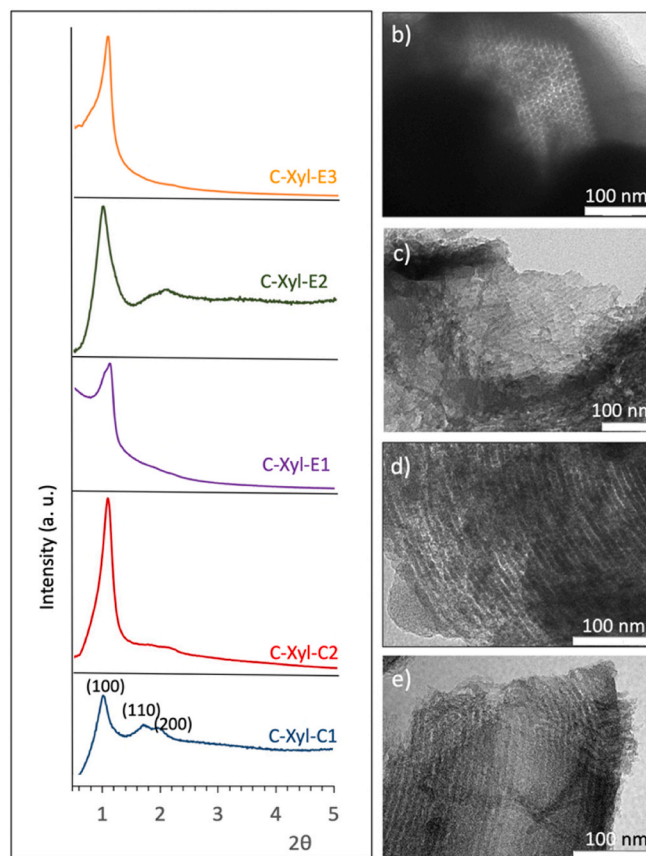 C-Xyl-E3
C-Xyl-E2
C-Xyl-E1
C-Xyl-C2
(100)
(110)
(200)
C-Xyl-C1
Intensity (a. u.)
1 2 3 4 5
2θ
b)
100 nm
c)
100 nm
d)
100 nm
e)
100 nm